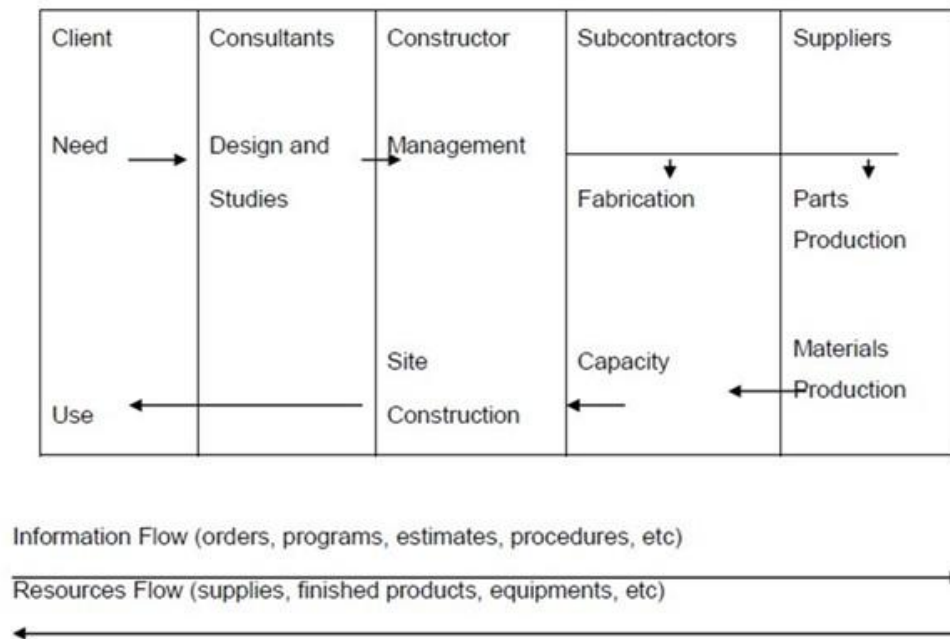 Client
Consultants
Constructor
Subcontractors
Suppliers
Need
Design and
Studies
Management
Fabrication
Parts
Production
Use
Site
Construction
Capacity
Materials
Production
Information Flow (orders, programs, estimates, procedures, etc)
Resources Flow (supplies, finished products, equipments, etc)